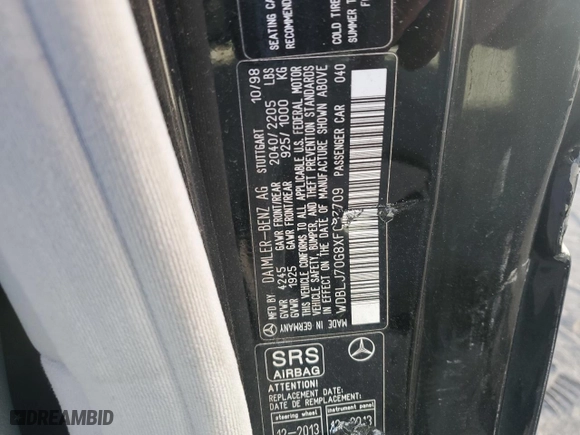 SEATING CA
OCCUPANTS
RECOMMEN
COLD TIRE
SUMMER T
MFD BY DAIMLER-BENZ AG STUTTGART 10/98
GVWR 4245 GAWR FRONT/REAR 2040/2205 LBS
GVWR 1925 GAWR FRONT/REAR 925/1000 KG
THIS CONFORMS TO ALL APPLICABLE U.S. FEDERAL MOTOR
VEHICLE SAFETY, BUMPER, AND THEFT PREVENTION STANDARDS
IN EFFECT ON THE DATE OF MANUFACTURE SHOWN ABOVE
WDBLJ70G8XF 709 PASSENGER CAR 040
MADE IN GERMANY
SRS
AIRBAG
ATTENTION!
REPLACEMENT DATE:
DATE DE REMPLACEMENT:
steering wheel instrument panel
12-2013
DREAMBID